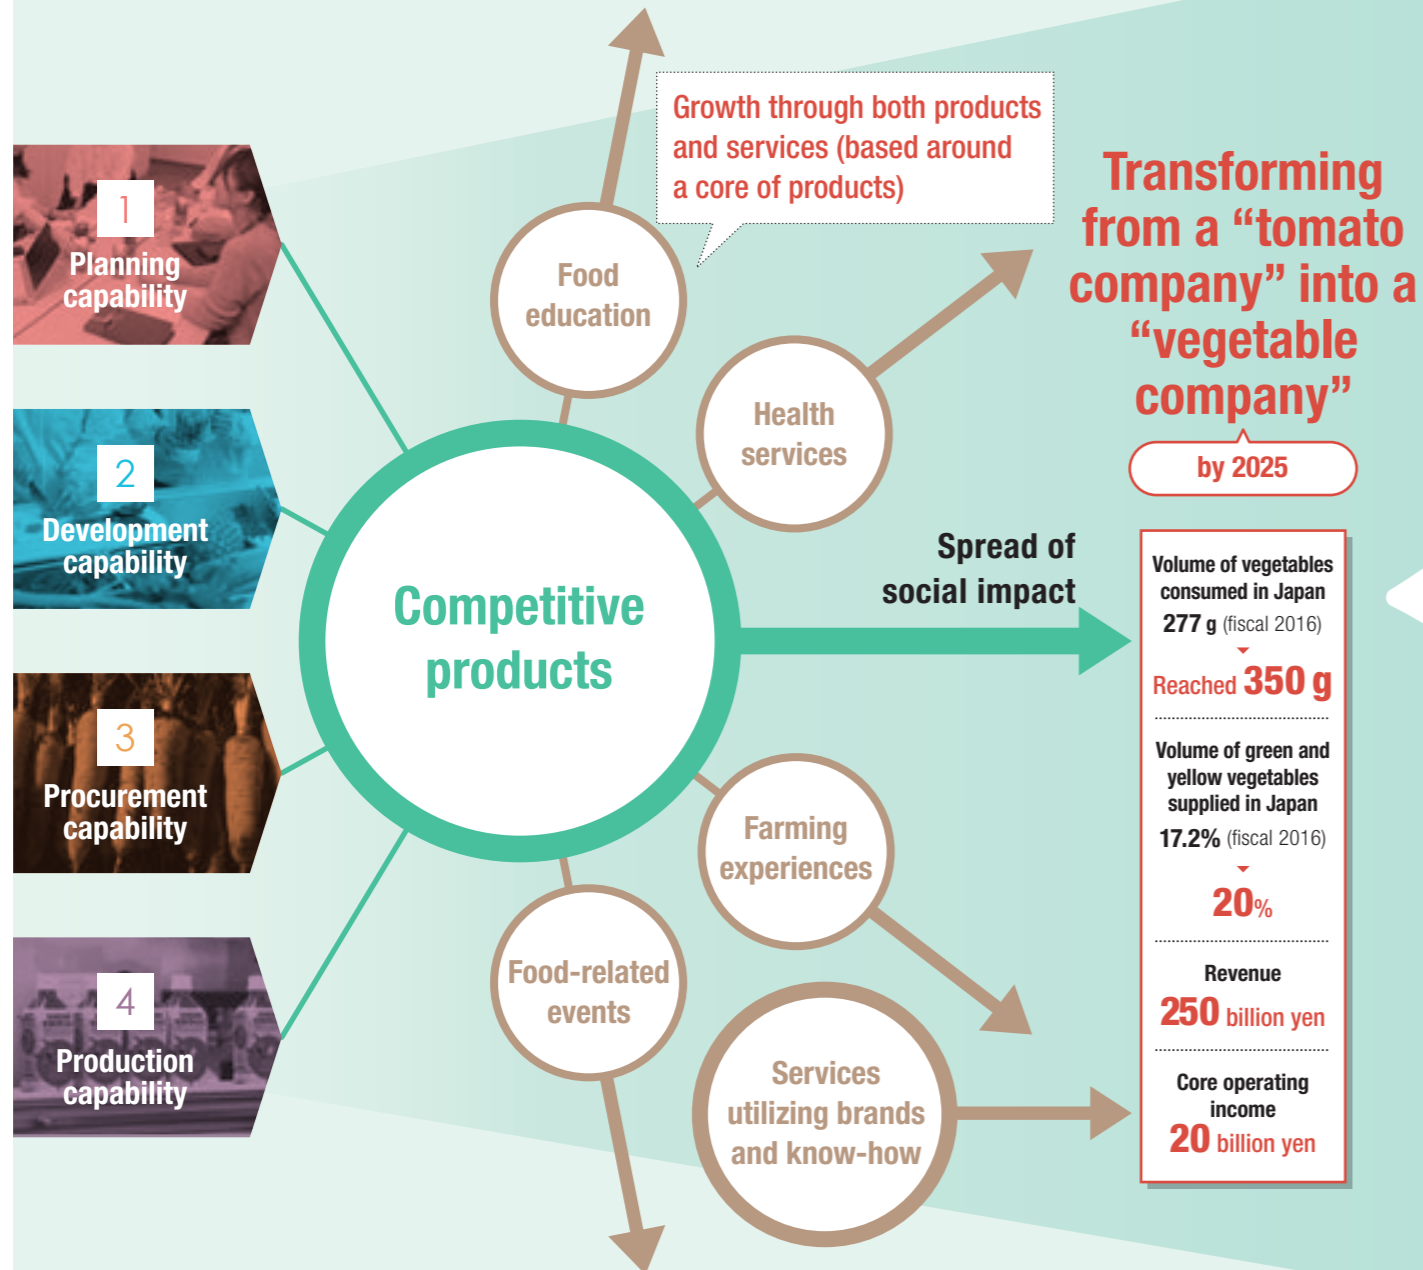 1
Planning
capability
2
Development
capability
3
Procurement
capability
4
Production
capability
Growth through both products
and services (based around
a core of products)
Food
education
Health
services
Competitive
products
Spread of
social impact
Farming
experiences
Food-related
events
Services
utilizing brands
and know-how
Transforming
from a “tomato
company” into a
“vegetable
company”
by 2025
Volume of vegetables
consumed in Japan
277 g (fiscal 2016)
Reached 350 g
Volume of green and
yellow vegetables
supplied in Japan
17.2% (fiscal 2016)
20%
Revenue
250 billion yen
Core operating
income
20 billion yen